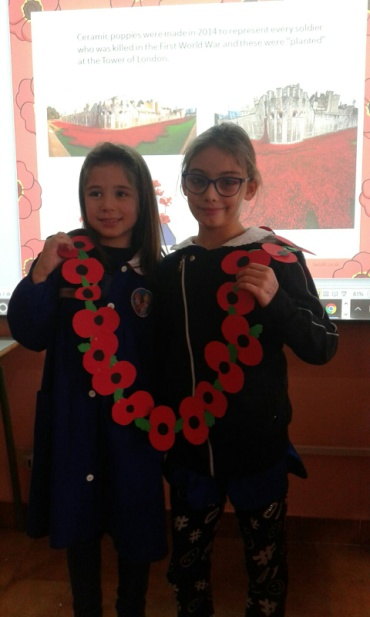 Ceramic poppies were made in 2014 to represent every soldier
who was killed in the First World War and these were "planted"
at the Tower of London.